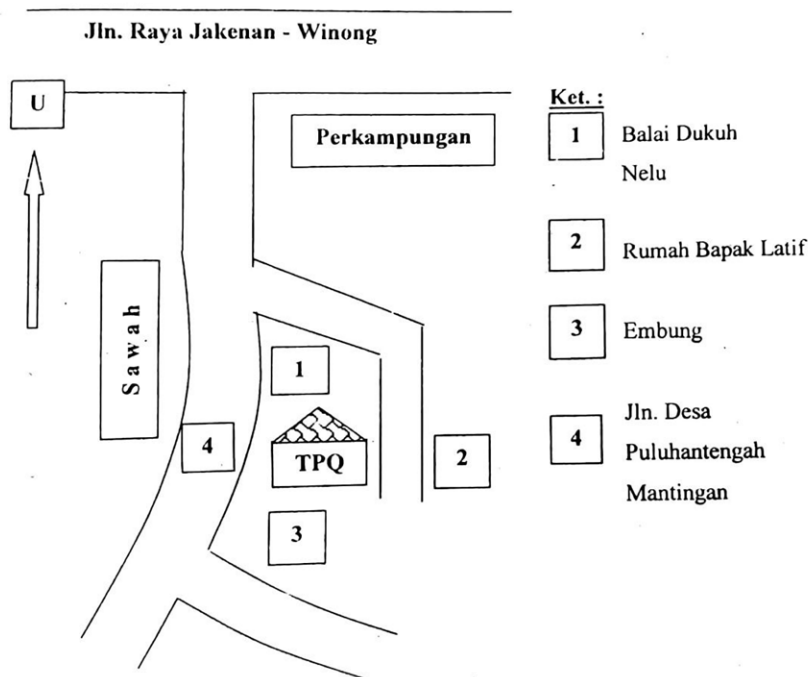 Jln. Raya Jakenan - Winong
U
Perkampungan
Sawah
1
TPQ
4
2
3
Ket. :
1 Balai Dukuh
Nelu
2 Rumah Bapak Latif
3 Embung
4 Jln. Desa
Puluhantengah
Mantingan